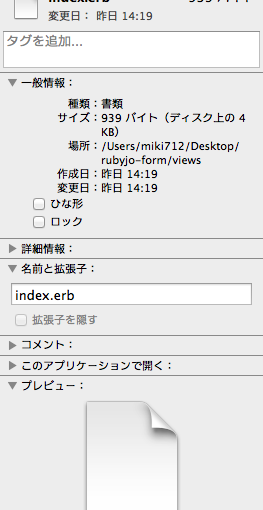 index.erb
変更日： 昨日 14:19
タグを追加...
▼一般情報：
種類：書類
サイズ：939 バイト（ディスク上の 4
KB）
場所：/Users/miki712/Desktop/
rubyjo-form/views
作成日：昨日 14:19
変更日：昨日 14:19
ひな形
ロック
▶詳細情報：
▼名前と拡張子：
index.erb
拡張子を隠す
▶コメント：
▶このアプリケーションで開く：
▼プレビュー：